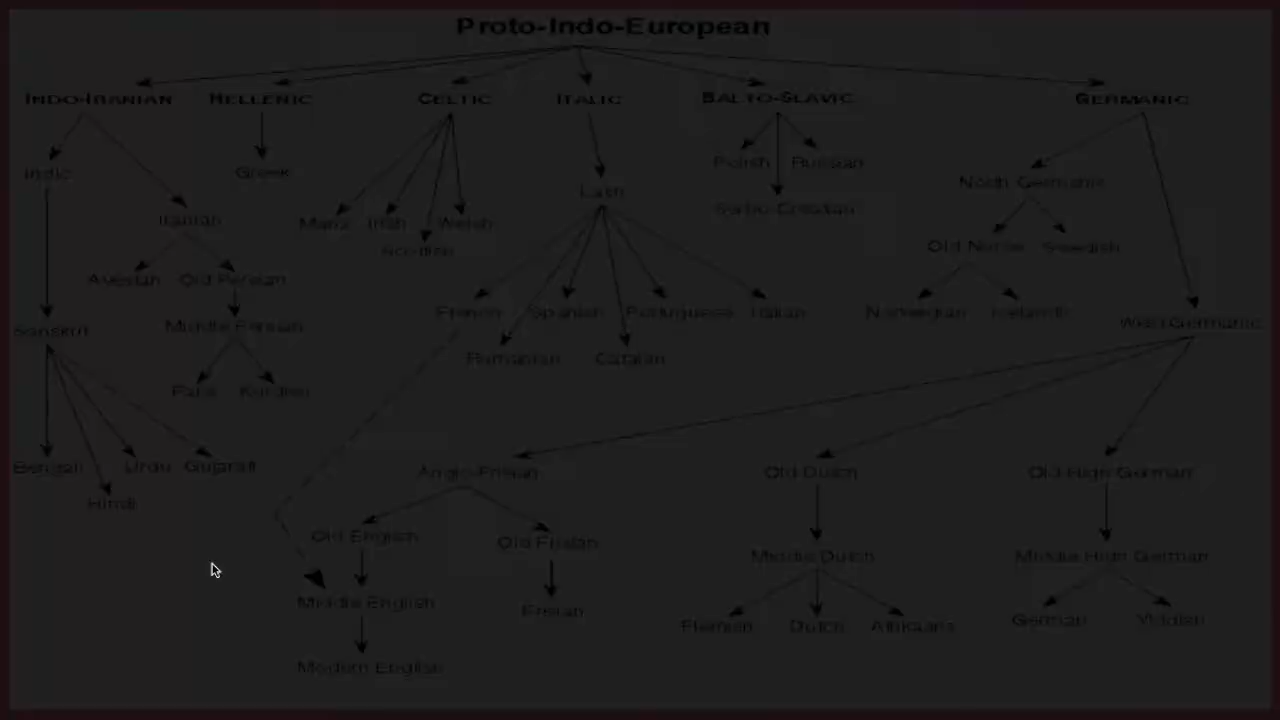 Proto-Indo-European
INDO-IRANIAN HELLENIC CELTIC ITALIC BALTO-SLAVIC GERMANIC
Polish Russian
Indic Greek North Germanic
Latin
Serbo-Croatian
Iranian Manx Irish Welsh
Old Norse Swedish
Scottish
Avestan Old Persian
French Spanish Portuguese Italian Norwegian Icelandic
West Germanic
Sanskrit Middle Persian
Rumanian Catalan
Farsi Kurdish
Bengali Urdu Gujarati Anglo-Frisian Old Dutch Old High German
Hindi
Old English Old Frisian
Middle Dutch Middle High German
Middle English Frisian
Flemish Dutch Afrikaans German Yiddish
Modern English